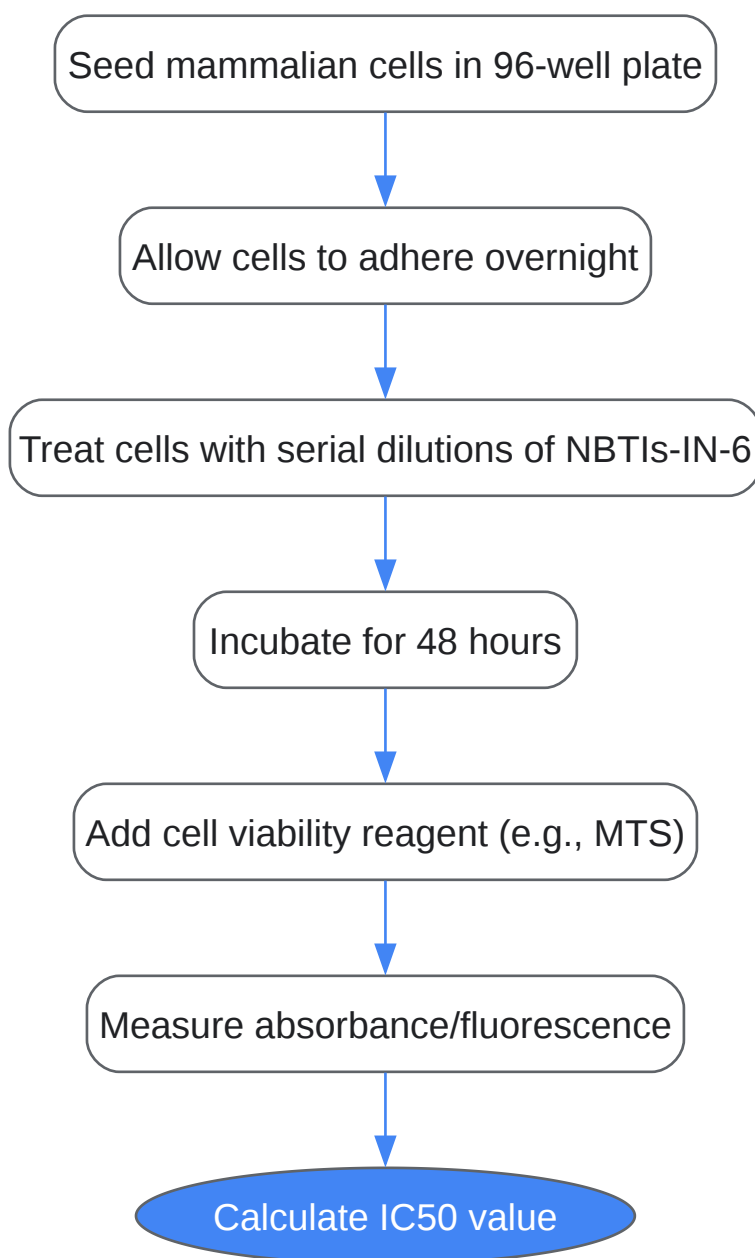 Seed mammalian cells in 96-well plate
Allow cells to adhere overnight
Treat cells with serial dilutions of NBTIs-IN-6
Incubate for 48 hours
Add cell viability reagent (e.g., MTS)
Measure absorbance/fluorescence
Calculate IC50 value